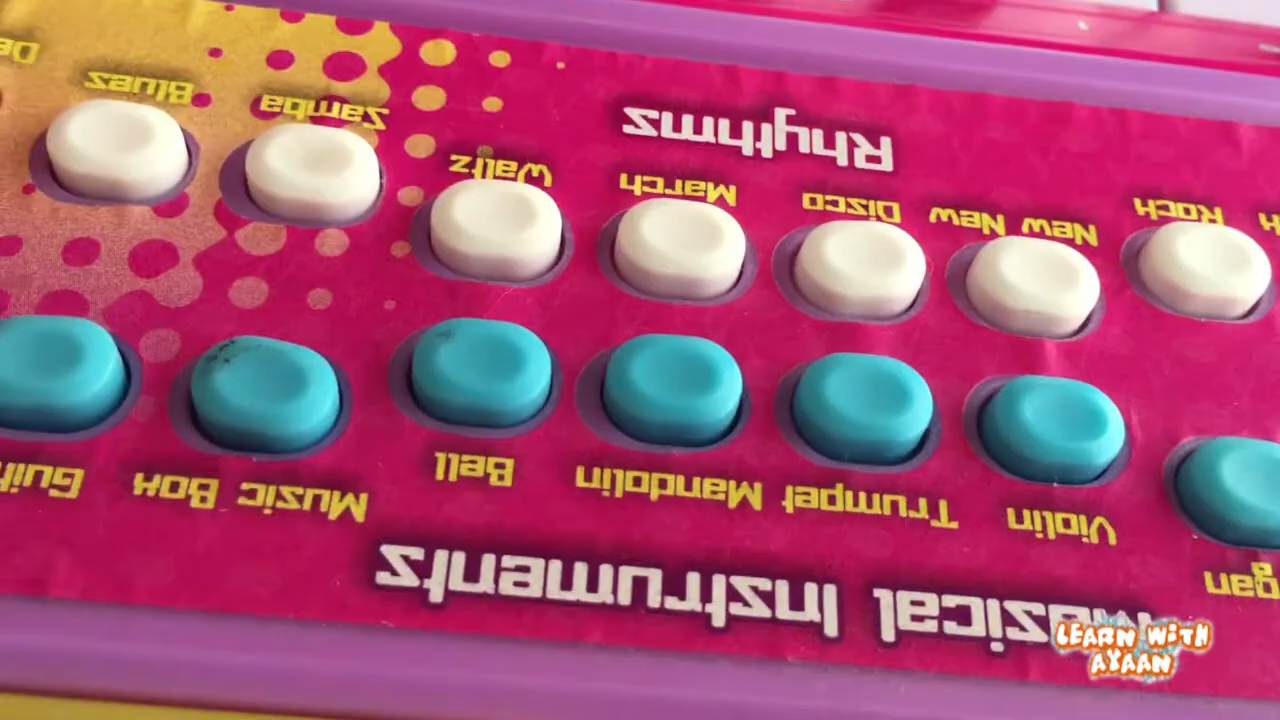 Musical Instruments
Violin Trumpet Mandolin Bell Music Box
Rock New New Disco March Waltz Samba Blues
Rhythms
LEARN WITH
AYAAN